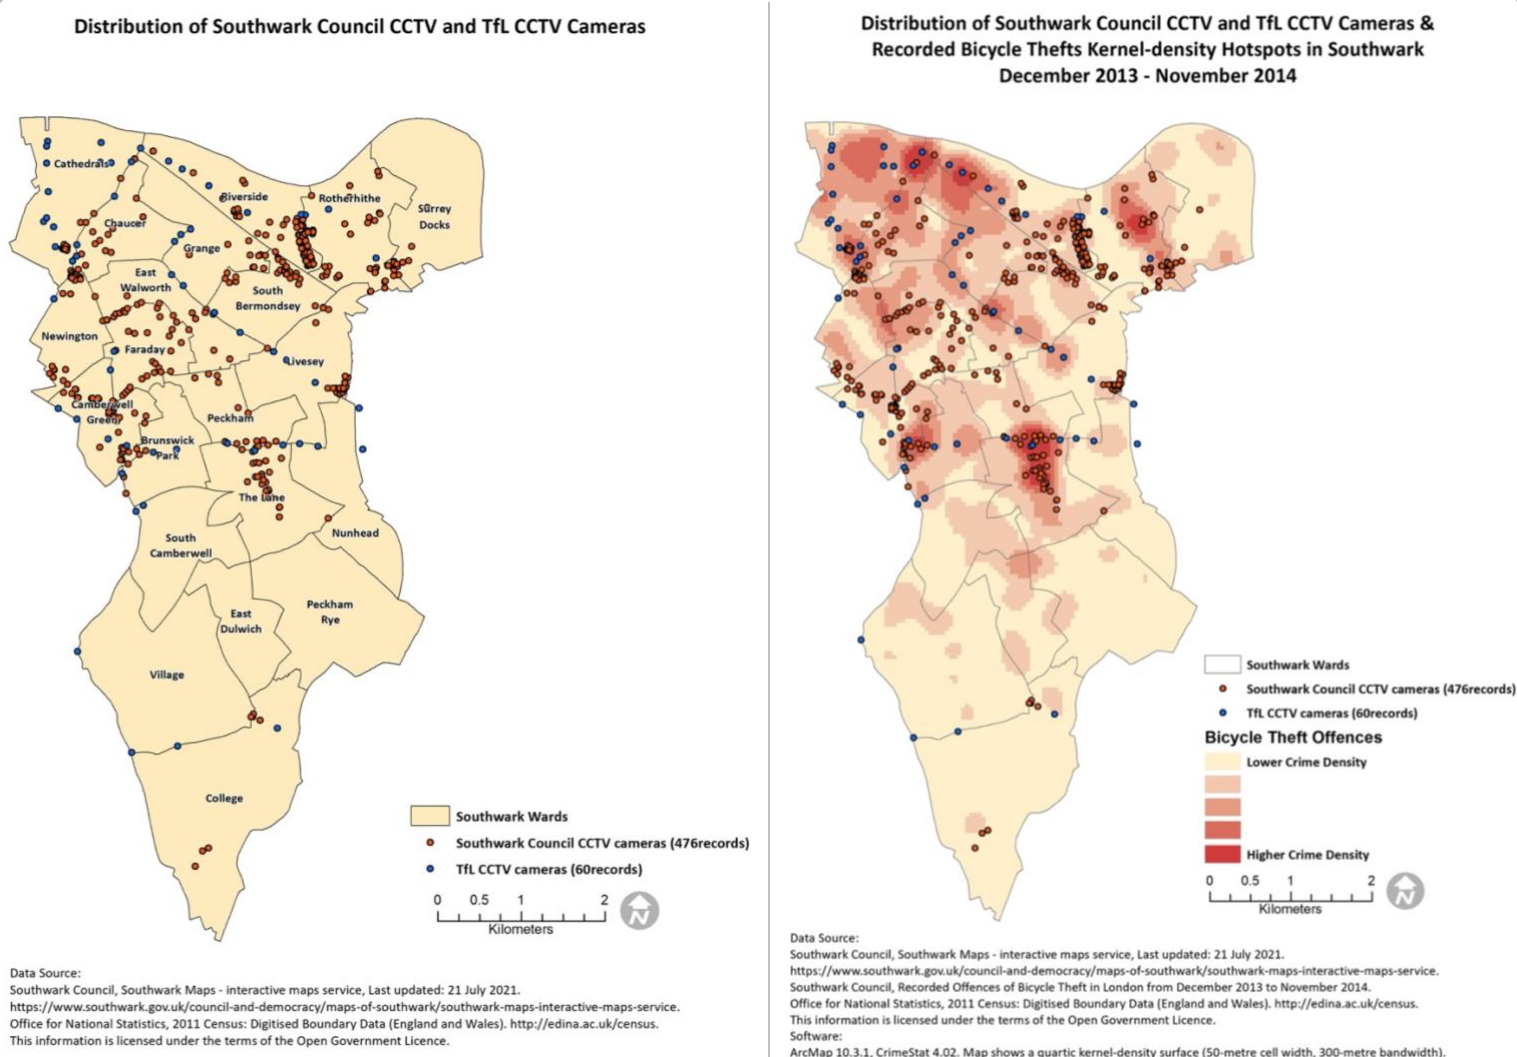 Distribution of Southwark Council CCTV and TfL CCTV Cameras
Cathedrals
Riverside
Rotherhithe
Surrey
Docks
Chaucer
Grange
East
Walworth
South
Bermondsey
Newington
Faraday
Livesey
Camberwell
Green
Peckham
Brunswick
Park
The Lane
South
Camberwell
Nunhead
East
Dulwich
Peckham
Rye
Village
College
Southwark Wards
Southwark Council CCTV cameras (476records)
TfL CCTV cameras (60records)
0 0.5 1 2
Kilometers
N
Data Source:
Southwark Council, Southwark Maps - interactive maps service, Last updated: 21 July 2021.
https://www.southwark.gov.uk/council-and-democracy/maps-of-southwark/southwark-maps-interactive-maps-service.
Office for National Statistics, 2011 Census: Digitised Boundary Data (England and Wales). http://edina.ac.uk/census.
This information is licensed under the terms of the Open Government Licence.
Distribution of Southwark Council CCTV and TfL CCTV Cameras &
Recorded Bicycle Thefts Kernel-density Hotspots in Southwark
December 2013 - November 2014
Southwark Wards
Southwark Council CCTV cameras (476records)
TfL CCTV cameras (60records)
Bicycle Theft Offences
Lower Crime Density
Higher Crime Density
0 0.5 1 2
Kilometers
N
Data Source:
Southwark Council, Southwark Maps - interactive maps service, Last updated: 21 July 2021.
https://www.southwark.gov.uk/council-and-democracy/maps-of-southwark/southwark-maps-interactive-maps-service.
Southwark Council, Recorded Offences of Bicycle Theft in London from December 2013 to November 2014.
Office for National Statistics, 2011 Census: Digitised Boundary Data (England and Wales). http://edina.ac.uk/census.
This information is licensed under the terms of the Open Government Licence.
Software:
ArcMap 10.3.1, CrimeStat 4.02. Map shows a quartic kernel-density surface (50-metre cell width, 300-metre bandwidth).